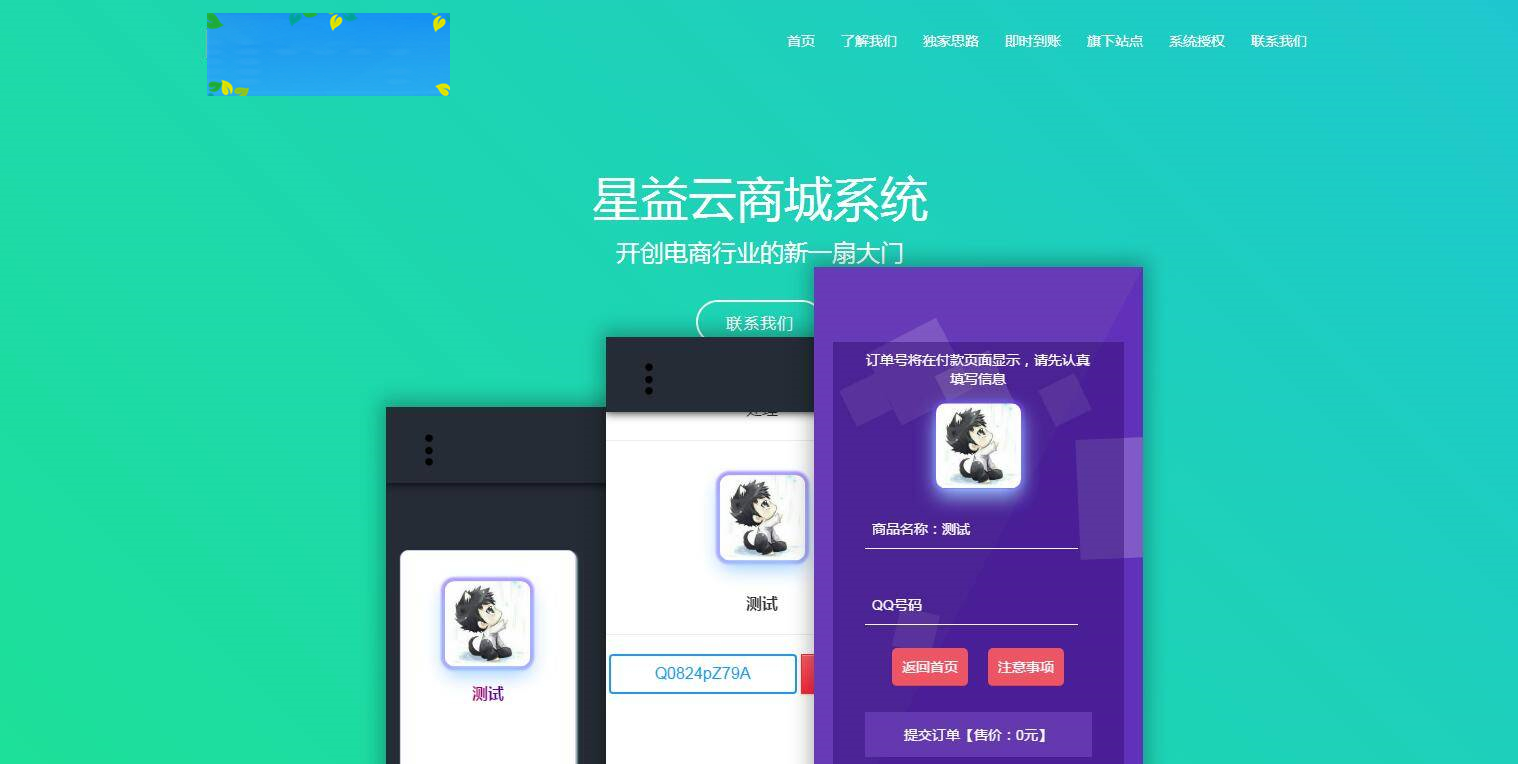 首页 了解我们 独家思路 即时到账 旗下站点 系统授权 联系我们
星益云商城系统
开创电商行业的新一扇大门
联系我们
测试
处理
测试
Q0824pZ79A
订单号将在付款页面显示，请先认真
填写信息
商品名称：测试
QQ号码
返回首页 注意事项
提交订单【售价：0元】